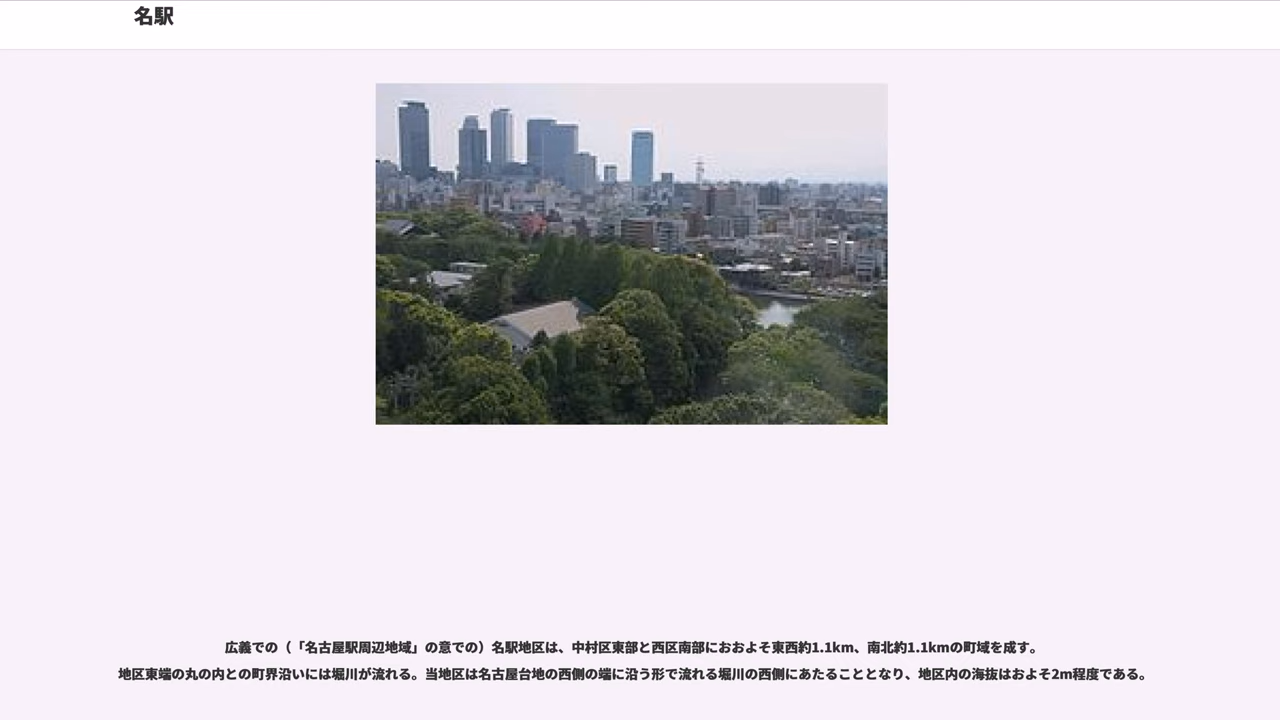 名駅
広義での（「名古屋駅周辺地域」の意での）名駅地区は、中村区東部と西区南部におおよそ東西約1.1km、南北約1.1kmの町域を成す。
地区東端の丸の内との町界沿いには堀川が流れる。当地区は名古屋台地の西側の端に沿う形で流れる堀川の西側にあたることとなり、地区内の海抜はおよそ2m程度である。